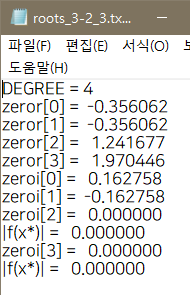 roots_3-2_3.tx...
파일(F) 편집(E) 서식(O)
도움말(H)
DEGREE = 4
zeror[0] = -0.356062
zeror[1] = -0.356062
zeror[2] = 1.241677
zeror[3] = 1.970446
zeroi[0] = 0.162758
zeroi[1] = -0.162758
zeroi[2] = 0.000000
|f(x*)| = 0.000000
zeroi[3] = 0.000000
|f(x*)| = 0.000000